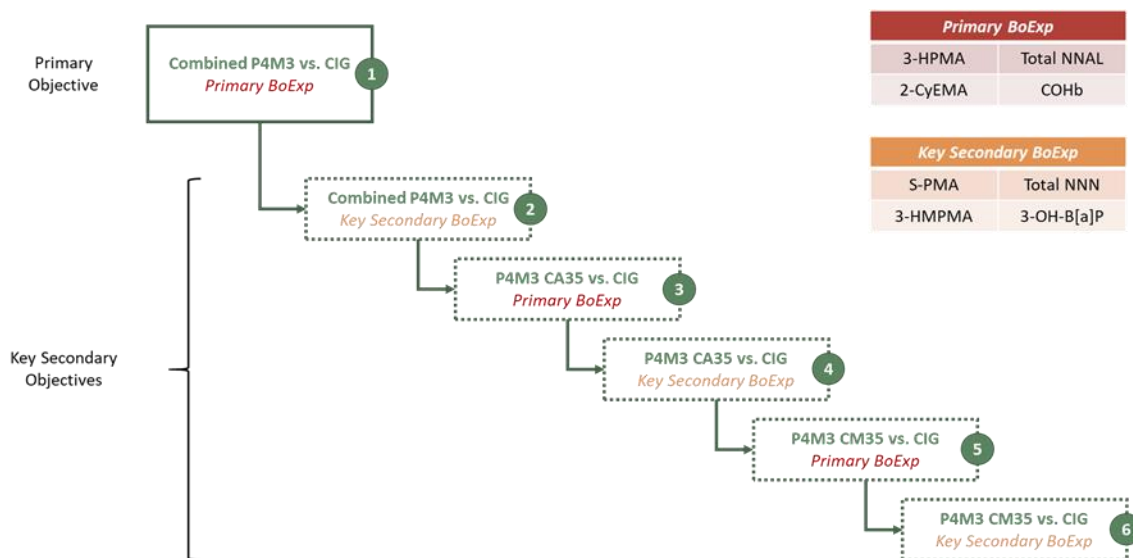 Primary
Objective
Combined P4M3 vs. CIG
Primary BoExp
1
Primary BoExp
3-HPMA Total NNAL
2-CyEMA COHb
Key Secondary BoExp
S-PMA Total NNN
3-HMPMA 3-OH-B[a]P
Combined P4M3 vs. CIG
Key Secondary BoExp
2
P4M3 CA35 vs. CIG
Primary BoExp
3
Key Secondary
Objectives
P4M3 CA35 vs. CIG
Key Secondary BoExp
4
P4M3 CM35 vs. CIG
Primary BoExp
5
P4M3 CM35 vs. CIG
Key Secondary BoExp
6